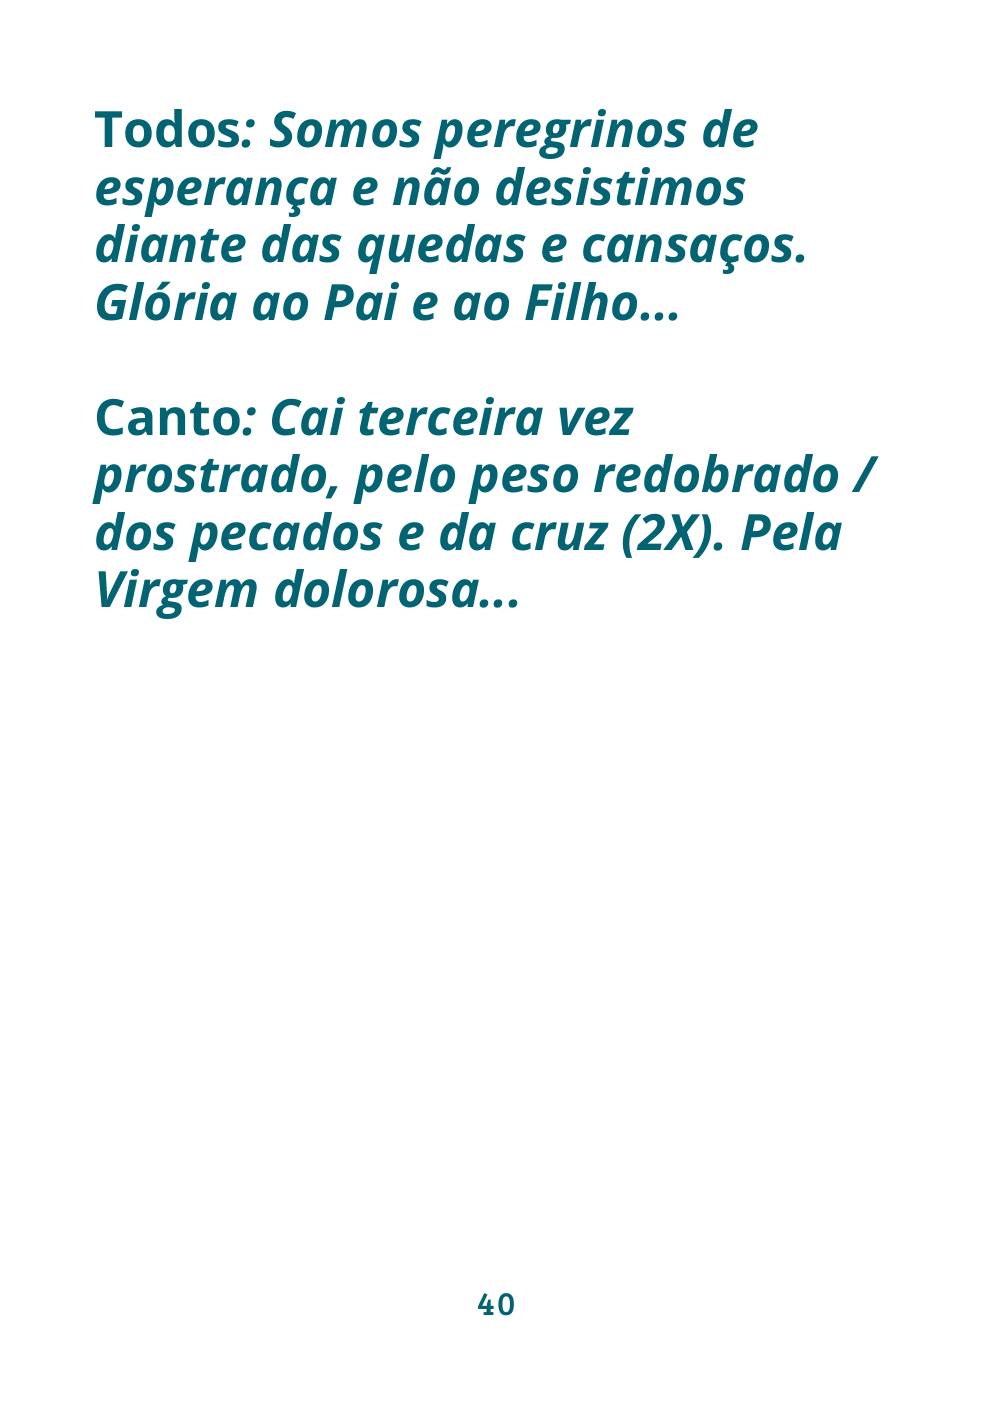 Todos: Somos peregrinos de
esperança e não desistimos
diante das quedas e cansaços.
Glória ao Pai e ao Filho...
Canto: Cai terceira vez
prostrado, pelo peso redobrado /
dos pecados e da cruz (2X). Pela
Virgem dolorosa...
40